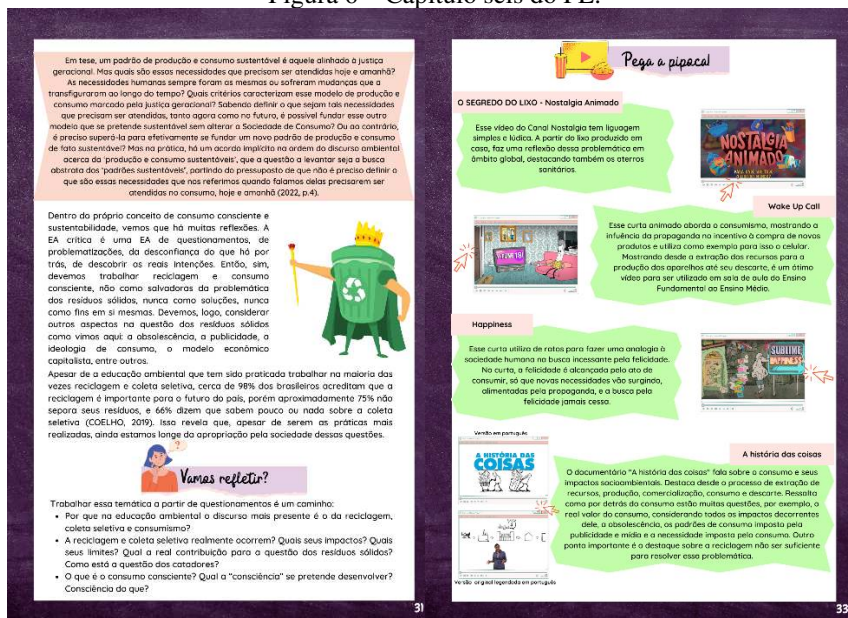 Figura 6 – Capítulo seis do PE.
Em tese, um padrão de produção e consumo sustentável é aquele alinhado à justiça
geracional. Mas quais são essas necessidades que precisam ser atendidas hoje e amanhã?
As necessidades humanas sempre foram as mesmas ou sofreram mudanças que a
transfiguraram ao longo do tempo? Quais critérios caracterizam esse modelo de produção e
consumo marcado pela justiça geracional? Sabendo definir o que sejam tais necessidades
que precisam ser atendidas, tanto agora como no futuro, é possível fundar esse outro
modelo que se pretende sustentável sem alterar a Sociedade de Consumo? Ou ao contrário,
é preciso superá-la para efetivamente se fundar um novo padrão de produção e consumo
de fato sustentável? Mas na prática, há um acordo implícito na ordem do discurso ambiental
acerca da 'produção e consumo sustentáveis', que a questão a levantar seja a busca
abstrata dos 'padrões sustentáveis', partindo do pressuposto de que não é preciso definir o
que são essas necessidades que nos referimos quando falamos delas precisarem ser
atendidas no consumo, hoje e amanhã (2022, p.4).
Dentro do próprio conceito de consumo consciente e
sustentabilidade, vemos que há muitas reflexões. A
EA crítica é uma EA de questionamentos, de
problematizações, da desconfiança do que há por
trás, de descobrir os reais intenções. Então, sim,
devemos trabalhar reciclagem e consumo
consciente, não como salvadoras da problemática
dos resíduos sólidos, nunca como soluções, nunca
como fins em si mesmas. Devemos, logo, considerar
outros aspectos na questão dos resíduos sólidos
como vimos aqui: a obsolescência, a publicidade, a
ideologia de consumo, o modelo econômico
capitalista, entre outros.
Apesar de a educação ambiental que tem sido praticada trabalhar na maioria das
vezes reciclagem e coleta seletiva, cerca de 98% dos brasileiros acreditam que a
reciclagem é importante para o futuro do país, porém aproximadamente 75% não
separa seus resíduos, e 66% dizem que sabem pouco ou nada sobre a coleta
seletiva (COELHO, 2019). Isso revela que, apesar de serem as práticas mais
realizadas, ainda estamos longe da apropriação pela sociedade dessas questões.
Vamos refletir?
Trabalhar essa temática a partir de questionamentos é um caminho:
• Por que na educação ambiental o discurso mais presente é o da reciclagem,
coleta seletiva e consumismo?
• A reciclagem e coleta seletiva realmente ocorrem? Quais seus impactos? Quais
seus limites? Qual a real contribuição para a questão dos resíduos sólidos?
Como está a questão dos catadores?
• O que é o consumo consciente? Qual a "consciência" se pretende desenvolver?
Consciência do que?
31
Pega a pipoca!
O SEGREDO DO LIXO - Nostalgia Animado
Esse vídeo do Canal Nostalgia tem linguagem
simples e lúdica. A partir do lixo produzido em
casa, faz uma reflexão dessa problemática em
âmbito global, destacando também os aterros
sanitários.
NOSTALGIA
ANIMADO
Wake Up Call
Esse curta animado aborda o consumismo, mostrando a
influência da propaganda no incentivo à compra de novos
produtos e utiliza como exemplo para isso o celular.
Mostrando desde a extração dos recursos para a
produção dos aparelhos até seu descarte, é um ótimo
vídeo para ser utilizado em sala de aula do Ensino
Fundamental ao Ensino Médio.
Happiness
Esse curta utiliza de ratos para fazer uma analogia à
sociedade humana na busca incessante pela felicidade.
No curta, a felicidade é alcançada pelo ato de
consumir, só que novas necessidades vão surgindo,
alimentadas pela propaganda, e a busca pela
felicidade jamais cessa.
SUBLIME
HAPPINESS
Versão em português
A HISTÓRIA DAS
COISAS
A história das coisas
O documentário "A história das coisas" fala sobre o consumo e seus
impactos socioambientais. Destaca desde o processo de extração de
recursos, produção, comercialização, consumo e descarte. Ressalta
como por detrás do consumo estão muitas questões, por exemplo, o
real valor do consumo, considerando todos os impactos decorrentes
dele, a obsolescência, os padrões de consumo imposta pela
publicidade e mídia e a necessidade imposta pelo consumo. Outro
ponto importante é o destaque sobre a reciclagem não ser suficiente
para resolver essa problemática.
Versão original legendada em português
33